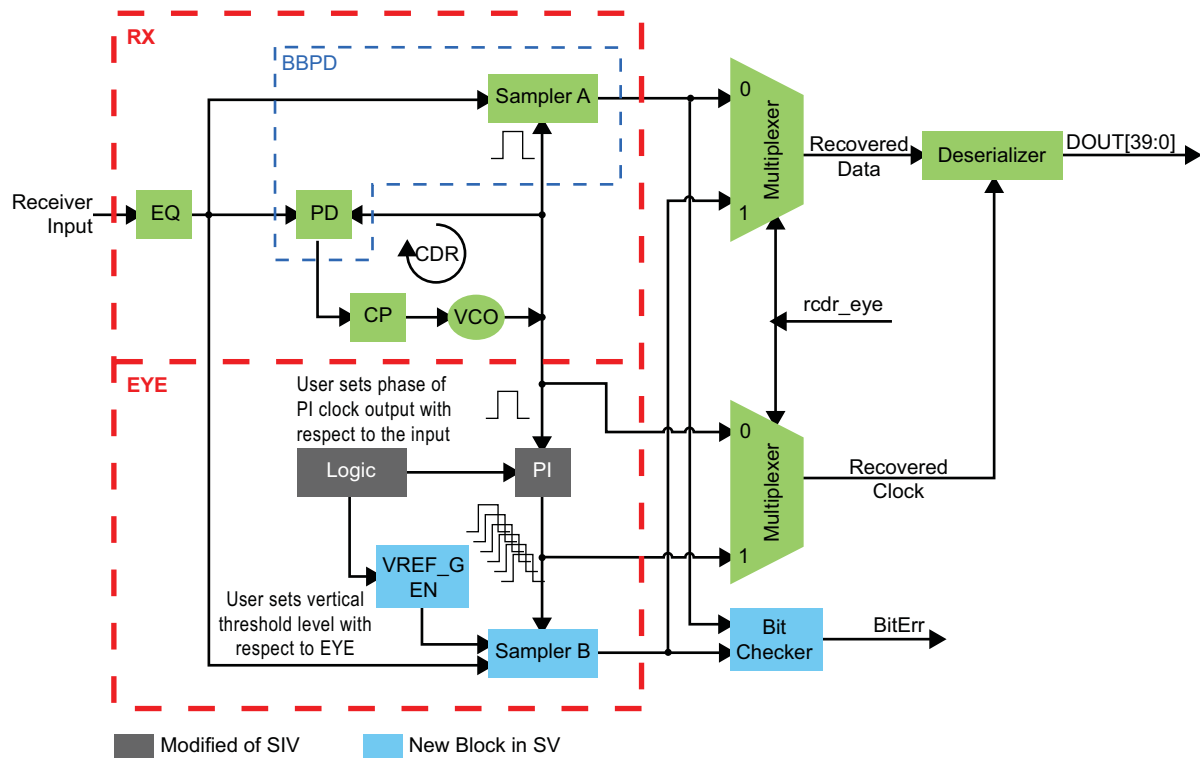 RX
BBPD
Sampler A
0
Multiplexer
1
Recovered
Data
Deserializer
DOUT[39:0]
Receiver
Input
EQ
PD
CDR
CP
VCO
rcdr_eye
EYE
User sets phase of
PI clock output with
respect to the input
Logic
PI
0
Multiplexer
1
Recovered
Clock
VREF_G
EN
User sets vertical
threshold level with
respect to EYE
Sampler B
Bit
Checker
BitErr
Modified of SIV
New Block in SV